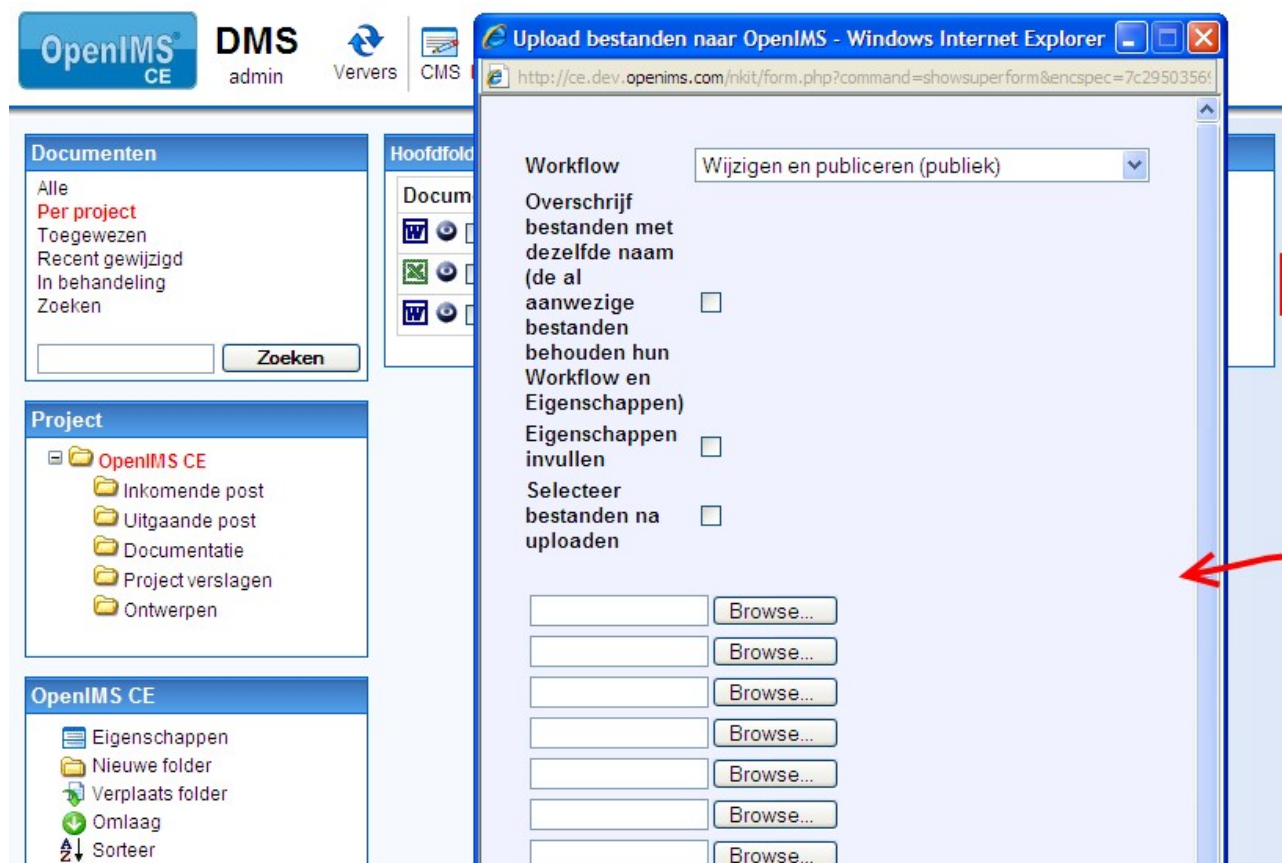 OpenIMS®
CE
DMS
admin
Ververs
CMS
Documenten
Alle
Per project
Toegewezen
Recent gewijzigd
In behandeling
Zoeken
Zoeken
Project
OpenIMS CE
Inkomende post
Uitgaande post
Documentatie
Project verslagen
Ontwerpen
OpenIMS CE
Eigenschappen
Nieuwe folder
Verplaats folder
Omlaag
Sorteer
Hoofdfold
Docum
Upload bestanden naar OpenIMS - Windows Internet Explorer
http://ce.dev.openims.com/nkit/form.php?command=showsuperform&encspec=7c2950356
Workflow
Wijzigen en publiceren (publiek)
Overschrijf
bestanden met
dezelfde naam
(de al
aanwezige
bestanden
behouden hun
Workflow en
Eigenschappen)
Eigenschappen
invullen
Selecteer
bestanden na
uploaden
Browse...
Browse...
Browse...
Browse...
Browse...
Browse...
Browse...